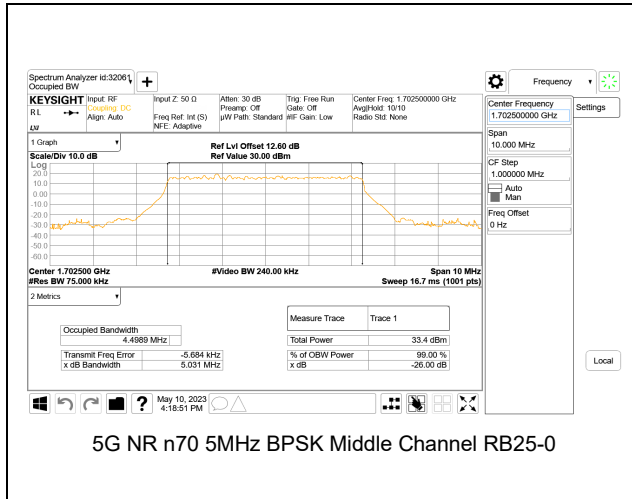 Spectrum Analyzer id:32061
Occupied BW
Frequency
KEYSIGHT Input: RF Input Z: 50 Ω Atten: 30 dB Trig: Free Run Center Freq: 1.702500000 GHz
Coupling: DC Preamp: Off Gate: Off Avg|Hold: 10/10
R L Align: Auto Freq Ref: Int (S) µW Path: Standard #IF Gain: Low Radio Std: None
NFE: Adaptive
LXI
Center Frequency
1.702500000 GHz
Settings
Span
10.000 MHz
CF Step
1.000000 MHz
Auto
Man
Freq Offset
0 Hz
1 Graph
Ref Lvl Offset 12.60 dB
Scale/Div 10.0 dB Ref Value 30.00 dBm
Log
20.0
10.0
0.00
-10.0
-20.0
-30.0
-40.0
-50.0
-60.0
Center 1.702500 GHz #Video BW 240.00 kHz Span 10 MHz
#Res BW 75.000 kHz Sweep 16.7 ms (1001 pts)
2 Metrics
Measure Trace Trace 1
Occupied Bandwidth
4.4989 MHz
Total Power 33.4 dBm
Transmit Freq Error -5.684 kHz % of OBW Power 99.00 %
x dB Bandwidth 5.031 MHz x dB -26.00 dB
Local
? May 10, 2023
4:18:51 PM
5G NR n70 5MHz BPSK Middle Channel RB25-0